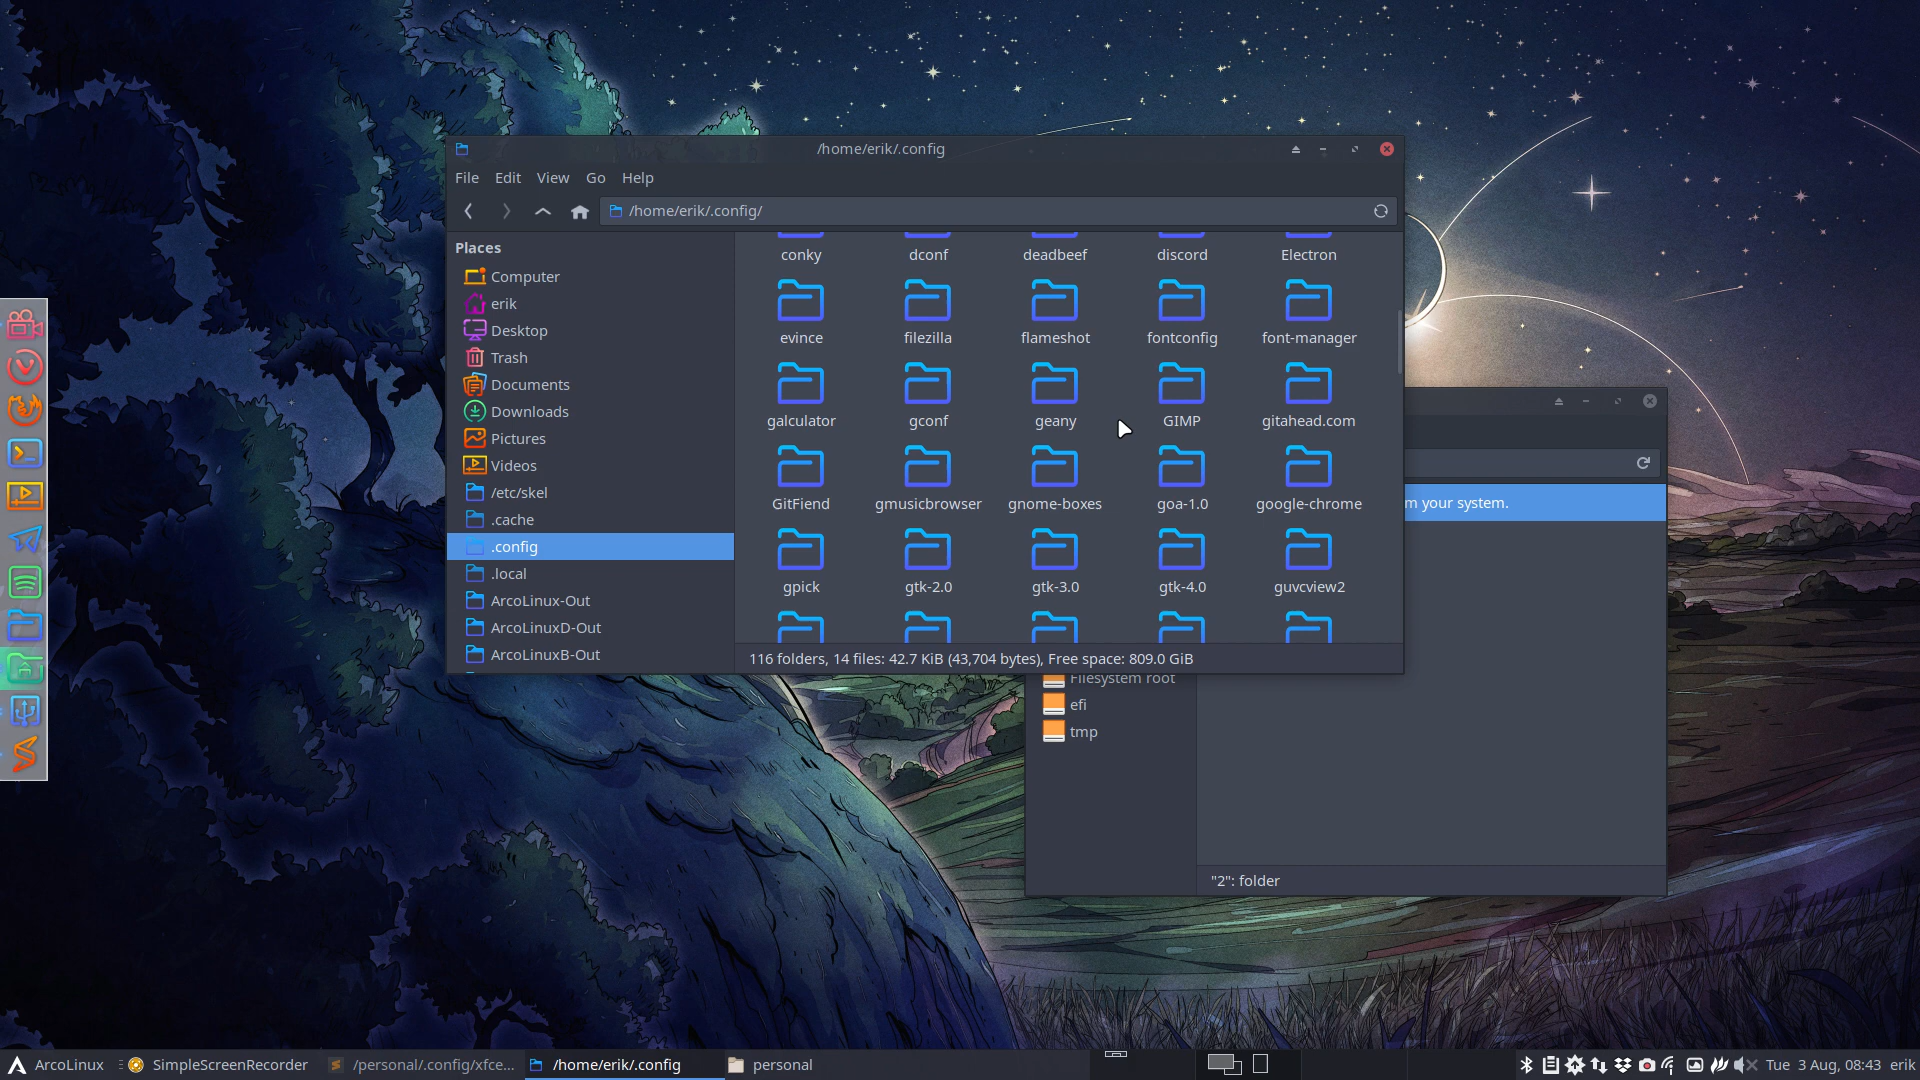 /home/erik/.config
File Edit View Go Help
/home/erik/.config/
Places
Computer
erik
Desktop
Trash
Documents
Downloads
Pictures
Videos
/etc/skel
.cache
.config
.local
ArcoLinux-Out
ArcoLinuxD-Out
ArcoLinuxB-Out
conky dconf deadbeef discord Electron
evince filezilla flameshot fontconfig font-manager
galculator gconf geany GIMP gitahead.com
GitFiend gmusicbrowser gnome-boxes goa-1.0 google-chrome
gpick gtk-2.0 gtk-3.0 gtk-4.0 guvcview2
116 folders, 14 files: 42.7 KiB (43,704 bytes), Free space: 809.0 GiB
m your system.
Filesystem root
efi
tmp
"2": folder
ArcoLinux SimpleScreenRecorder /personal/.config/xfce... /home/erik/.config personal Tue 3 Aug, 08:43 erik